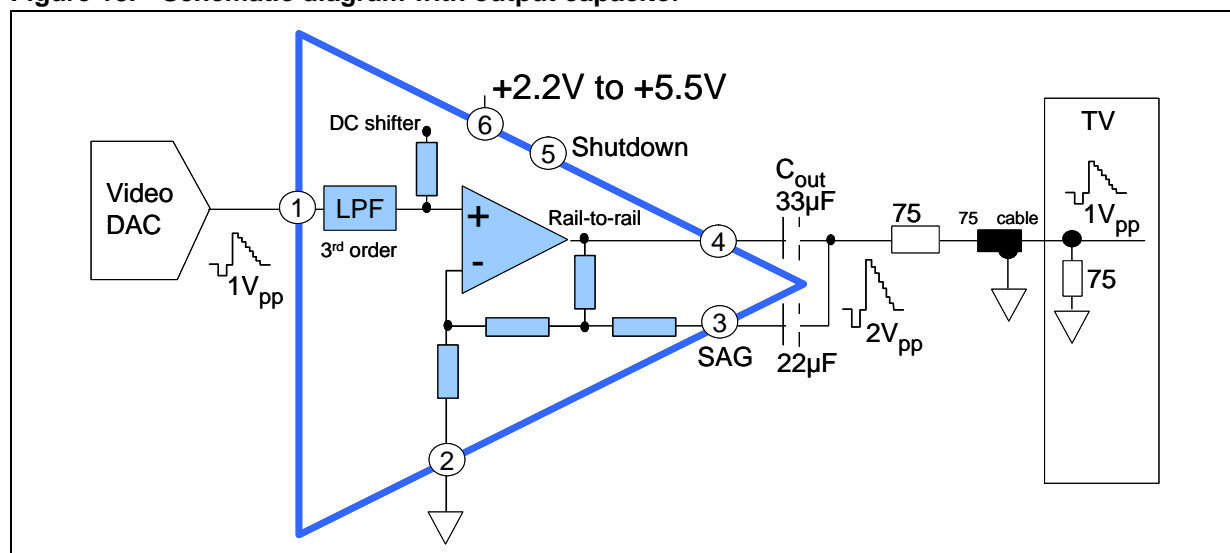 +2.2V to +5.5V
DC shifter
6
5
Shutdown
TV
Video
DAC
1
LPF
3rd order
+
-
Rail-to-rail
4
Cout
33µF
75
75 cable
1Vpp
1Vpp
75
3
SAG
22µF
2Vpp
2